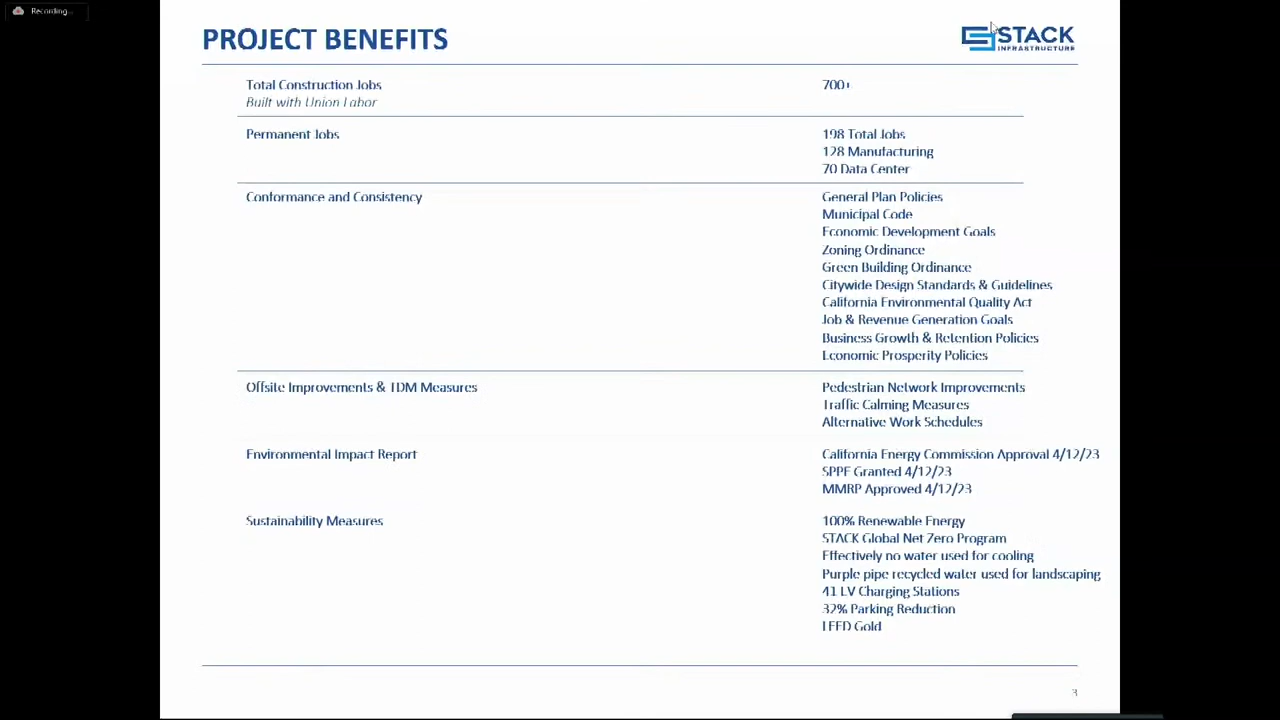 Recording...
PROJECT BENEFITS
STACK
INFRASTRUCTURE
Total Construction Jobs
700+
Built with Union Labor
Permanent Jobs
198 Total Jobs
128 Manufacturing
70 Data Center
Conformance and Consistency
General Plan Policies
Municipal Code
Economic Development Goals
Zoning Ordinance
Green Building Ordinance
Citywide Design Standards & Guidelines
California Environmental Quality Act
Job & Revenue Generation Goals
Business Growth & Retention Policies
Economic Prosperity Policies
Offsite Improvements & TDM Measures
Pedestrian Network Improvements
Traffic Calming Measures
Alternative Work Schedules
Environmental Impact Report
California Energy Commission Approval 4/12/23
SPPE Granted 4/12/23
MMRP Approved 4/12/23
Sustainability Measures
100% Renewable Energy
STACK Global Net Zero Program
Effectively no water used for cooling
Purple pipe recycled water used for landscaping
41 EV Charging Stations
32% Parking Reduction
LEED Gold
3